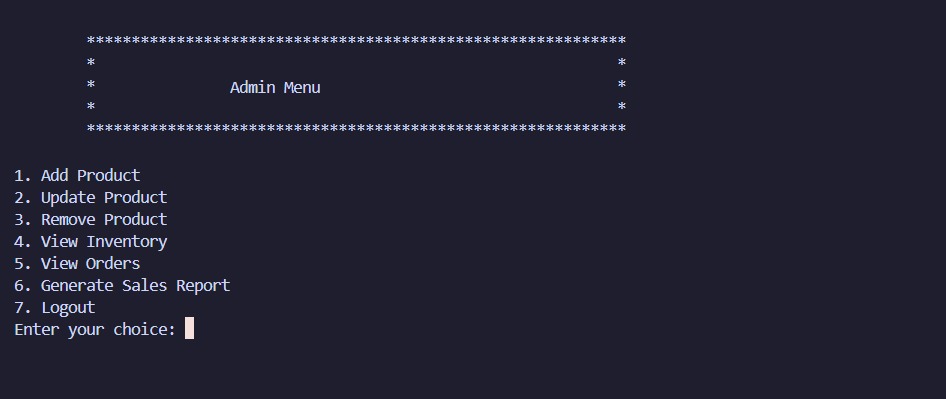 ************************************************************
*                                                          *
*               Admin Menu                                 *
*                                                          *
************************************************************
1. Add Product
2. Update Product
3. Remove Product
4. View Inventory
5. View Orders
6. Generate Sales Report
7. Logout
Enter your choice: